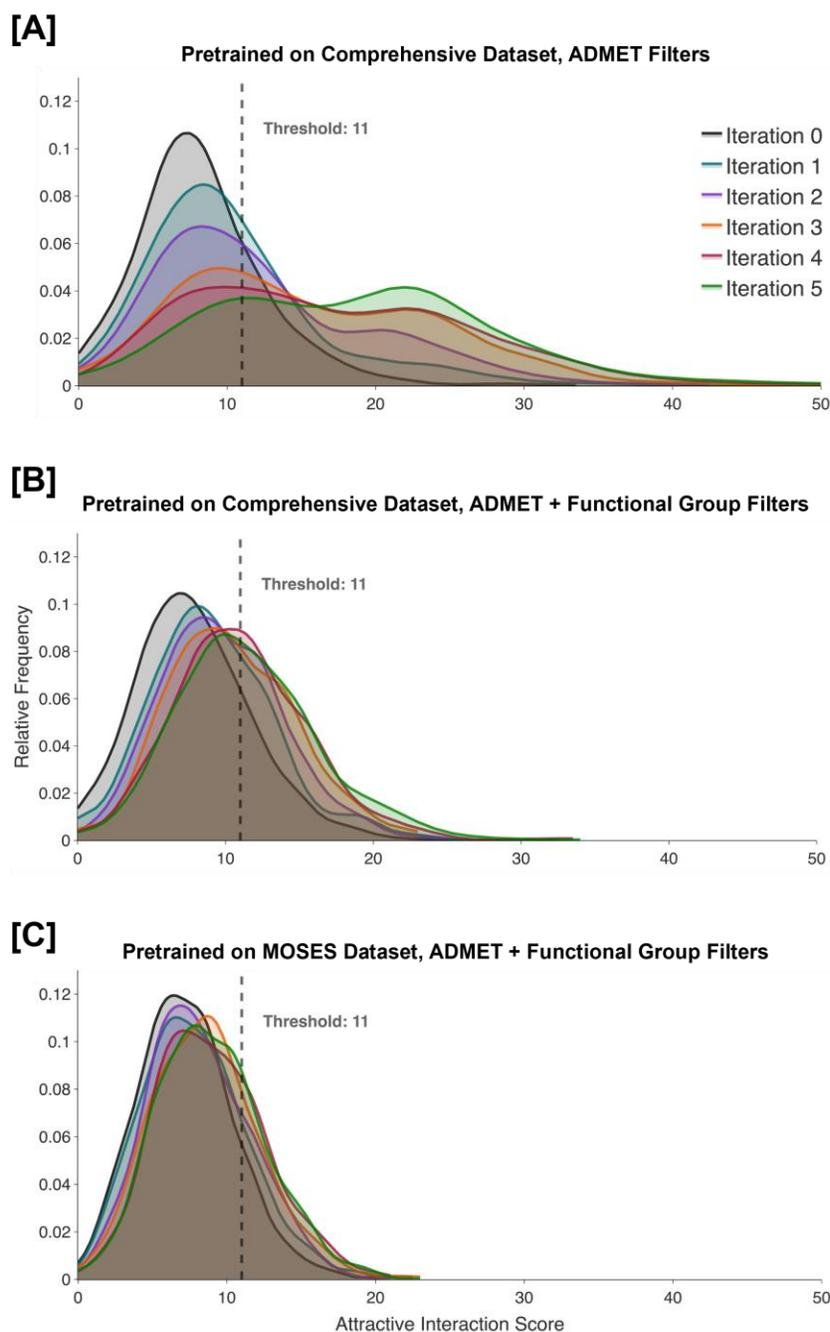 [A]
Pretrained on Comprehensive Dataset, ADMET Filters
0.12
0.1
0.08
0.06
0.04
0.02
0
Threshold: 11
Iteration 0
Iteration 1
Iteration 2
Iteration 3
Iteration 4
Iteration 5
0 10 20 30 40 50
[B]
Pretrained on Comprehensive Dataset, ADMET + Functional Group Filters
Relative Frequency
0.12
0.1
0.08
0.06
0.04
0.02
0
Threshold: 11
0 10 20 30 40 50
[C]
Pretrained on MOSES Dataset, ADMET + Functional Group Filters
0.12
0.1
0.08
0.06
0.04
0.02
0
Threshold: 11
0 10 20 30 40 50
Attractive Interaction Score